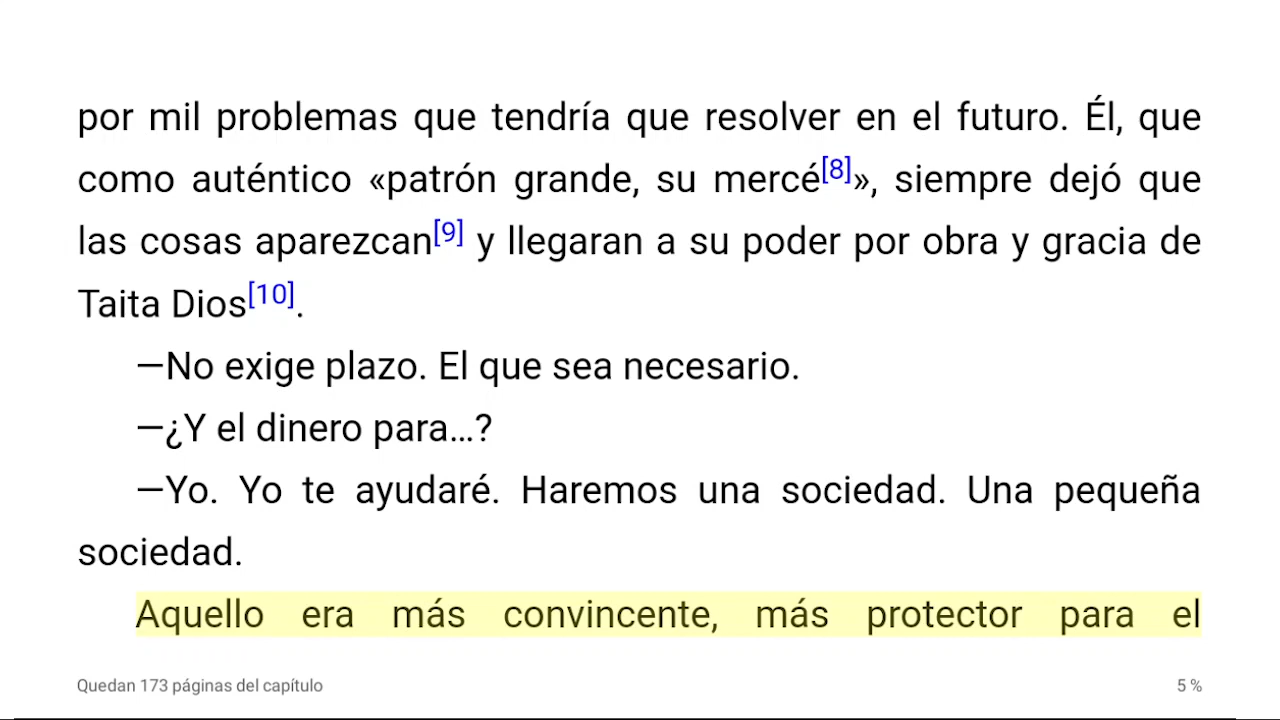 por mil problemas que tendría que resolver en el futuro. Él, que
como auténtico «patrón grande, su mercé[8]», siempre dejó que
las cosas aparezcan[9] y llegaran a su poder por obra y gracia de
Taita Dios[10].
—No exige plazo. El que sea necesario.
—¿Y el dinero para…?
—Yo. Yo te ayudaré. Haremos una sociedad. Una pequeña
sociedad.
Aquello era más convincente, más protector para el
Quedan 173 páginas del capítulo 5 %